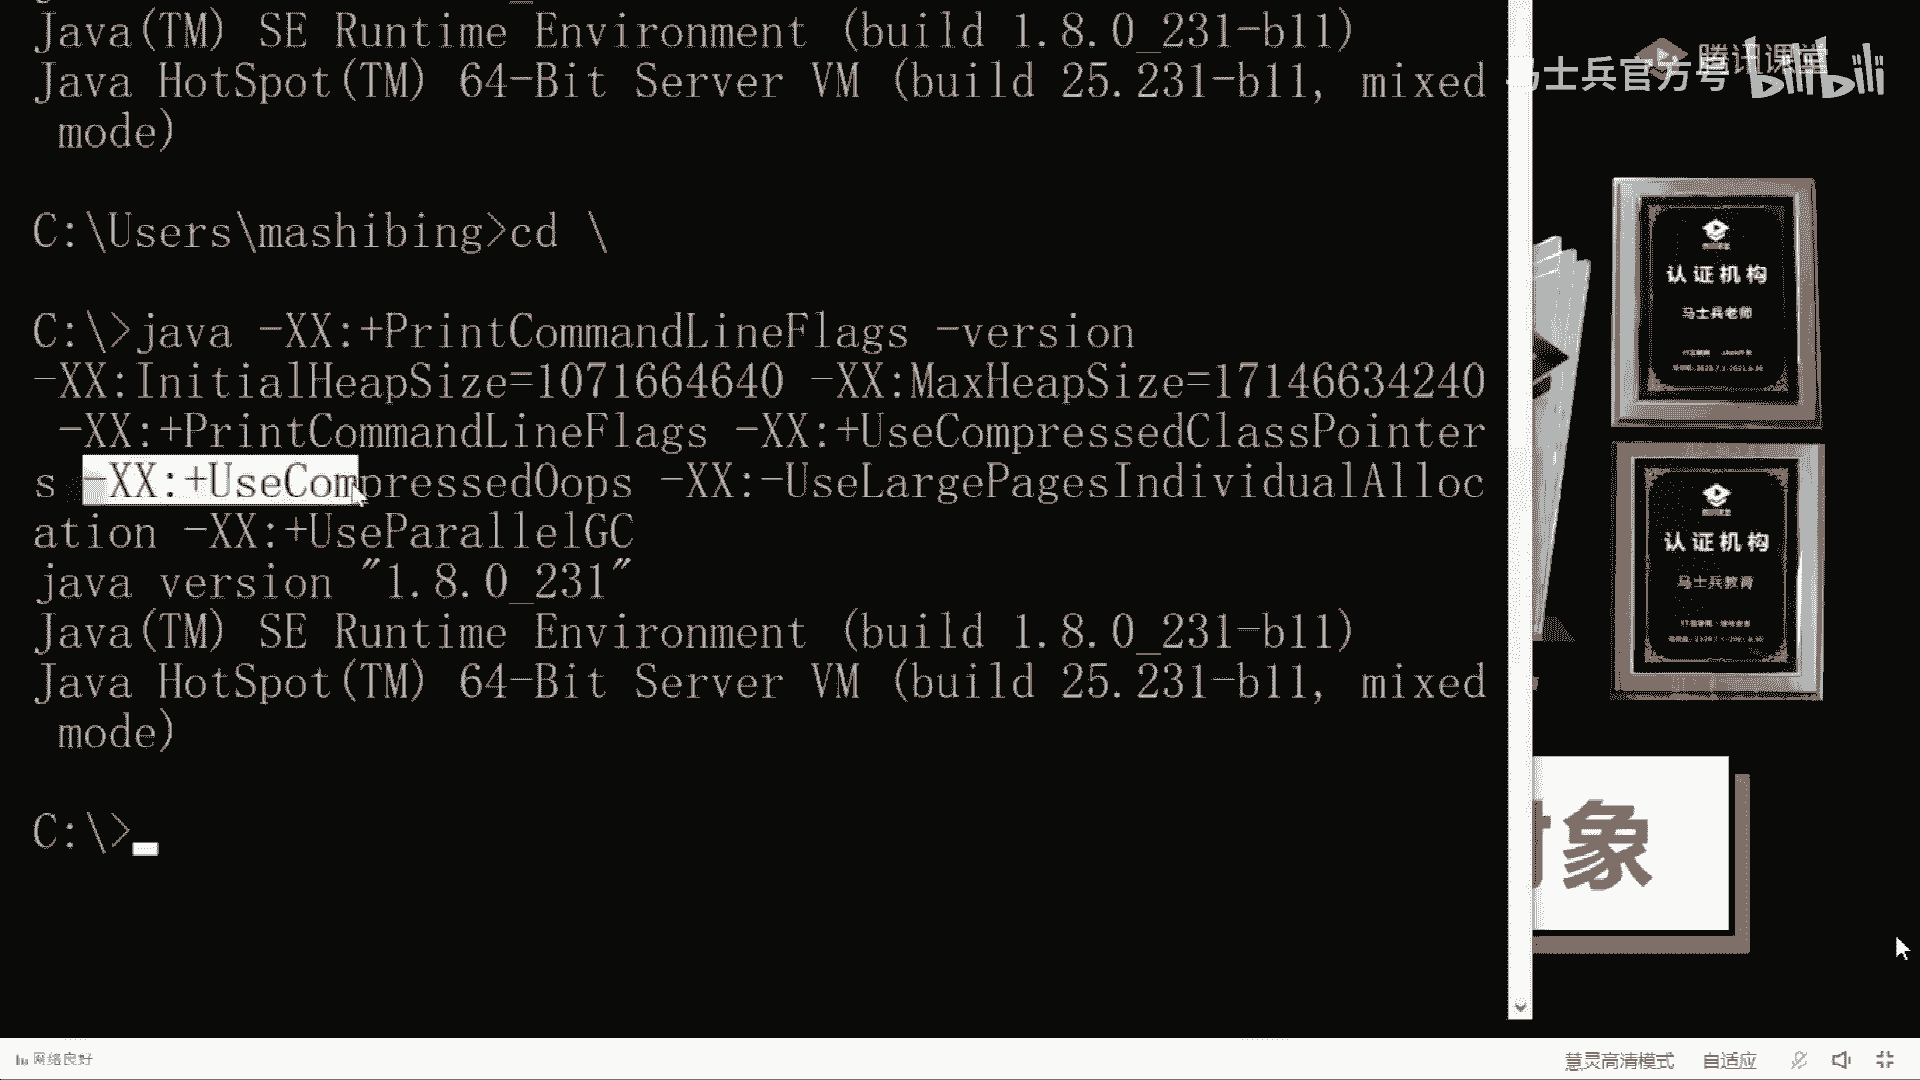 Java(TM) SE Runtime Environment (build 1.8.0_231-b11)
Java HotSpot(TM) 64-Bit Server VM (build 25.231-b11, mixed
mode)
C:\Users\mashibing>cd \
C:\>java -XX:+PrintCommandLineFlags -version
-XX:InitialHeapSize=1071664640 -XX:MaxHeapSize=17146634240
-XX:+PrintCommandLineFlags -XX:+UseCompressedClassPointer
s -XX:+UseCompressedOops -XX:-UseLargePagesIndividualAlloc
ation -XX:+UseParallelGC
java version "1.8.0_231"
Java(TM) SE Runtime Environment (build 1.8.0_231-b11)
Java HotSpot(TM) 64-Bit Server VM (build 25.231-b11, mixed
mode)
C:\>
腾讯课堂
马士兵官方号 bilibili
认证机构
马士兵老师
认证机构
马士兵教育
象
网络良好
慧灵高清模式 自适应